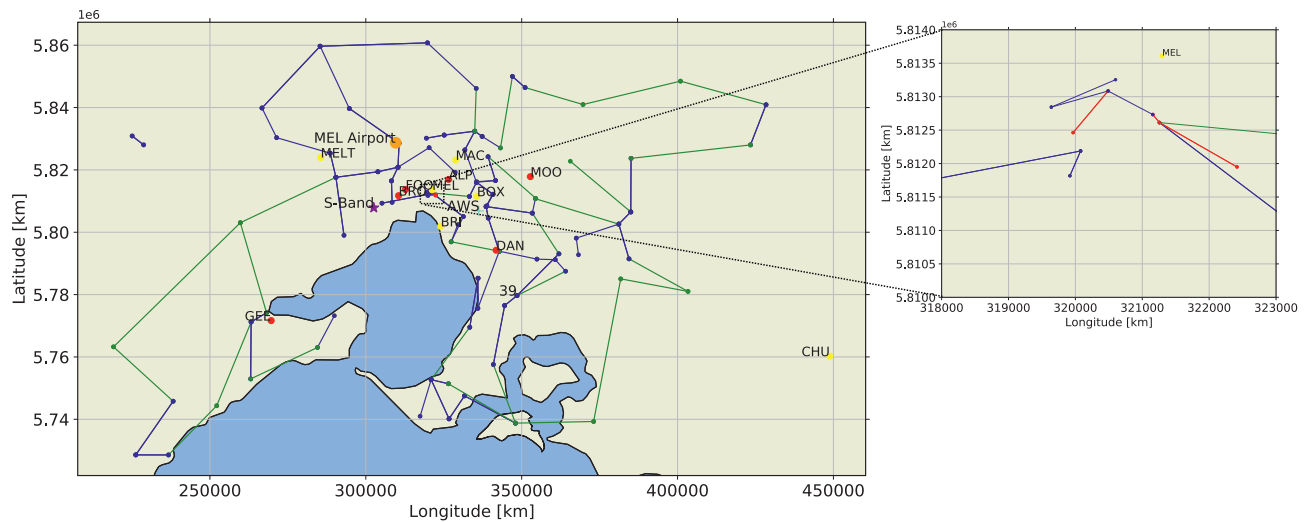 1e6
5.86
5.84
5.82
5.80
5.78
5.76
5.74
Latitude [km]
MEL Airport
MELT
MAC
ALP
MOO
FOO
MEL
BRO
BOX
S-Band
AWS
BRI
DAN
39
GEE
CHU
250000
300000
350000
400000
450000
Longitude [km]
1e6
5.8140
5.8135
5.8130
5.8125
5.8120
5.8115
5.8110
5.8105
5.8100
Latitude [km]
MEL
318000
319000
320000
321000
322000
323000
Longitude [km]